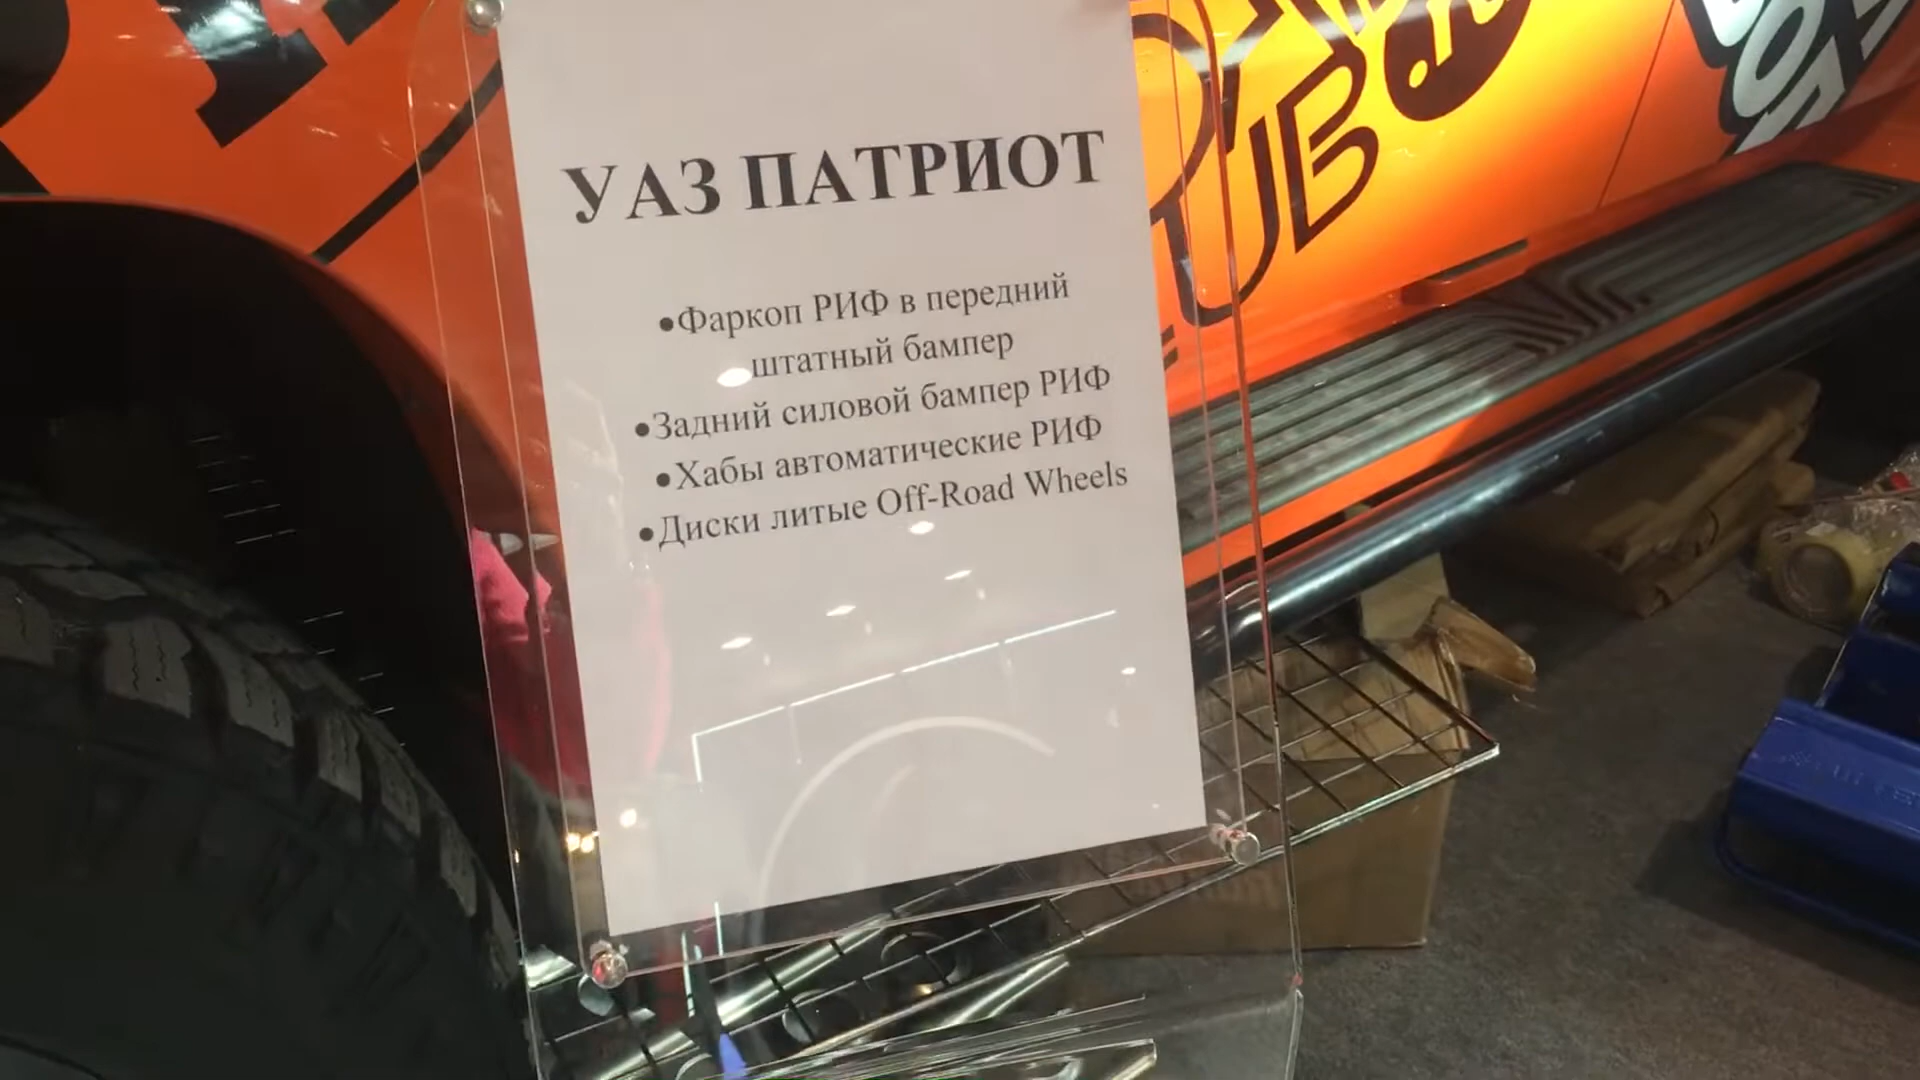 УАЗ ПАТРИОТ
•Фаркоп РИФ в передний
штатный бампер
•Задний силовой бампер РИФ
•Хабы автоматические РИФ
•Диски литые Off-Road Wheels
UB